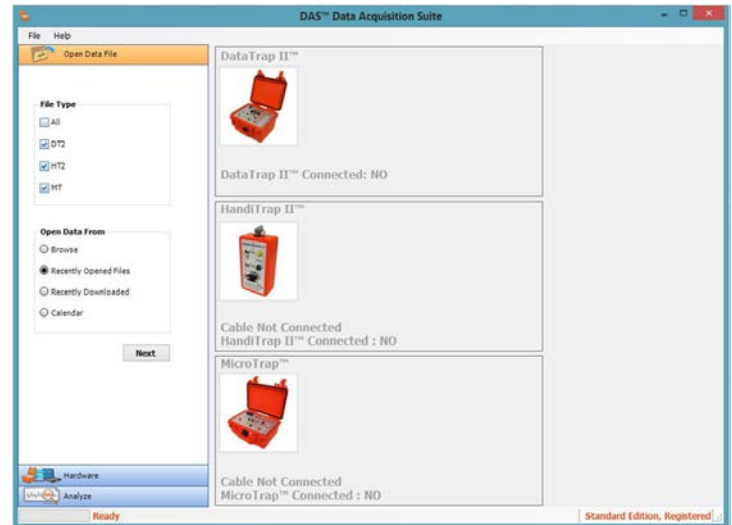 DAS™ Data Acquisition Suite
File Help
Open Data File
File Type
All
DT2
HT2
MT
Open Data From
Browse
Recently Opened Files
Recently Downloaded
Calendar
Next
Hardware
Analyze
DataTrap II™
DataTrap II™ Connected: NO
HandiTrap II™
Cable Not Connected
HandiTrap II™ Connected : NO
MicroTrap™
Cable Not Connected
MicroTrap™ Connected : NO
Ready
Standard Edition, Registered